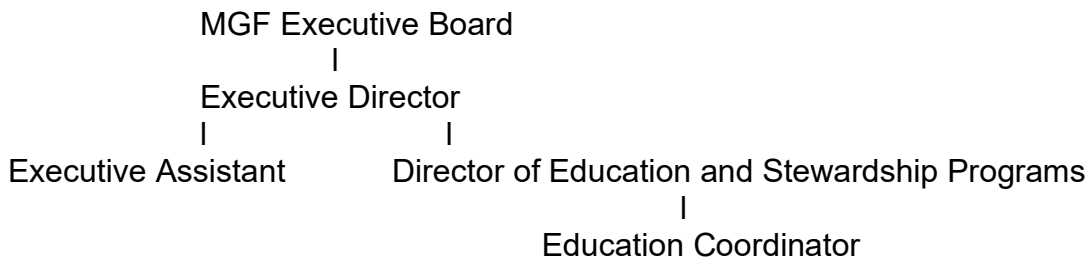 MGF Executive Board
|
Executive Director
| |
Executive Assistant Director of Education and Stewardship Programs
|
Education Coordinator